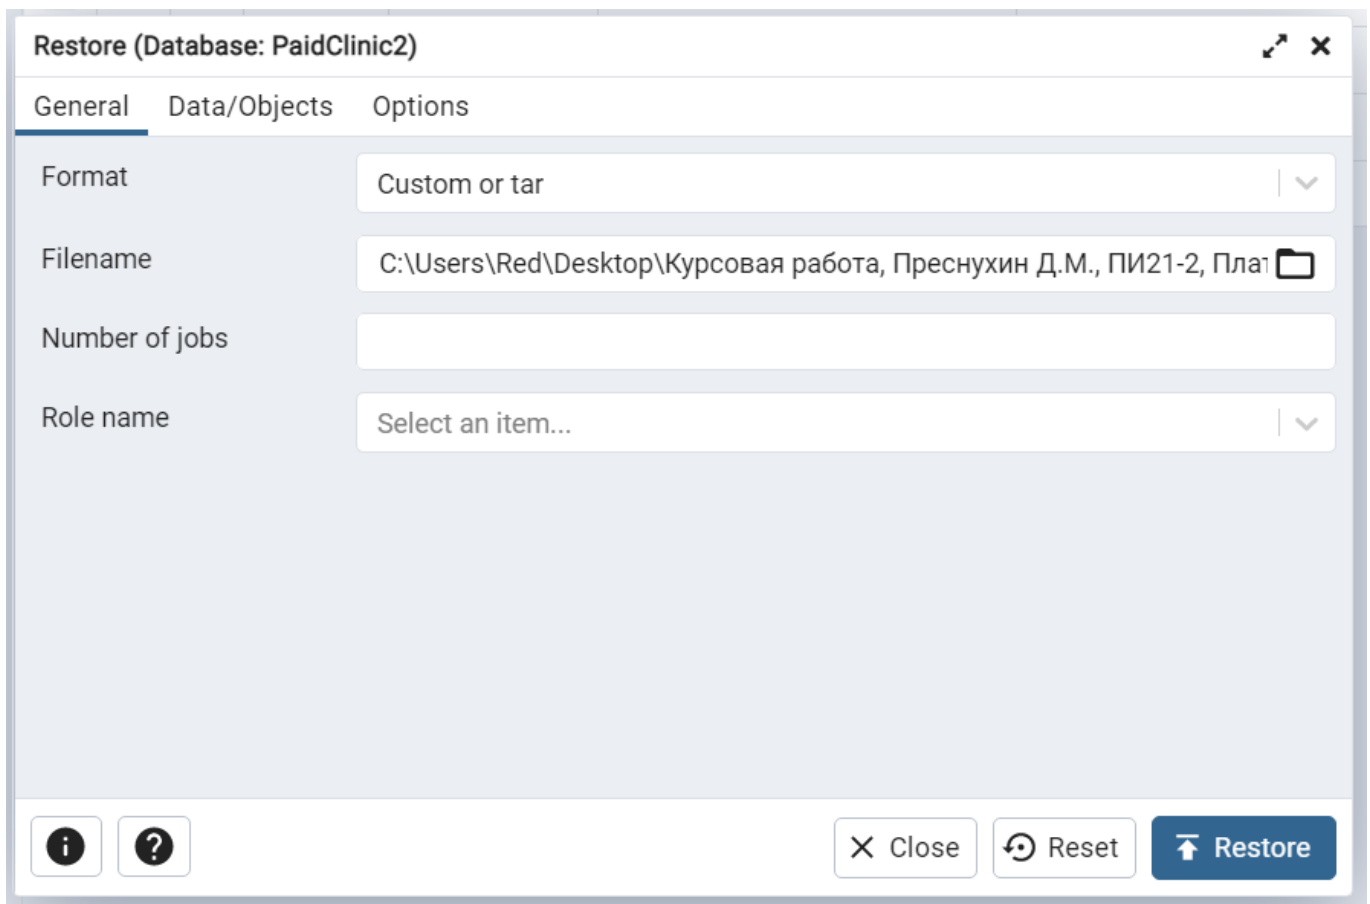 Restore (Database: PaidClinic2)
General Data/Objects Options
Format Custom or tar
Filename C:\Users\Red\Desktop\Курсовая работа, Преснухин Д.М., ПИ21-2, Плат
Number of jobs
Role name Select an item...
Close Reset Restore